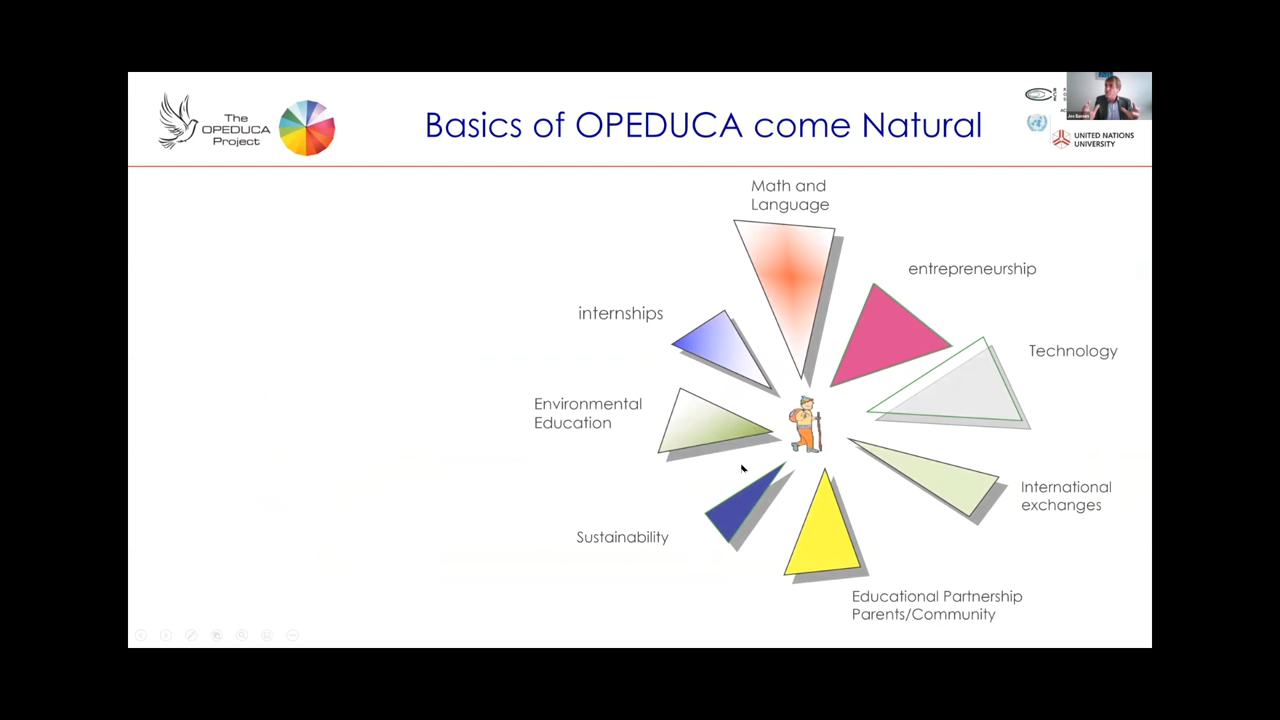 The
OPEDUCA
Project
Basics of OPEDUCA come Natural
UNITED NATIONS
UNIVERSITY
Math and
Language
entrepreneurship
internships
Technology
Environmental
Education
International
exchanges
Sustainability
Educational Partnership
Parents/Community